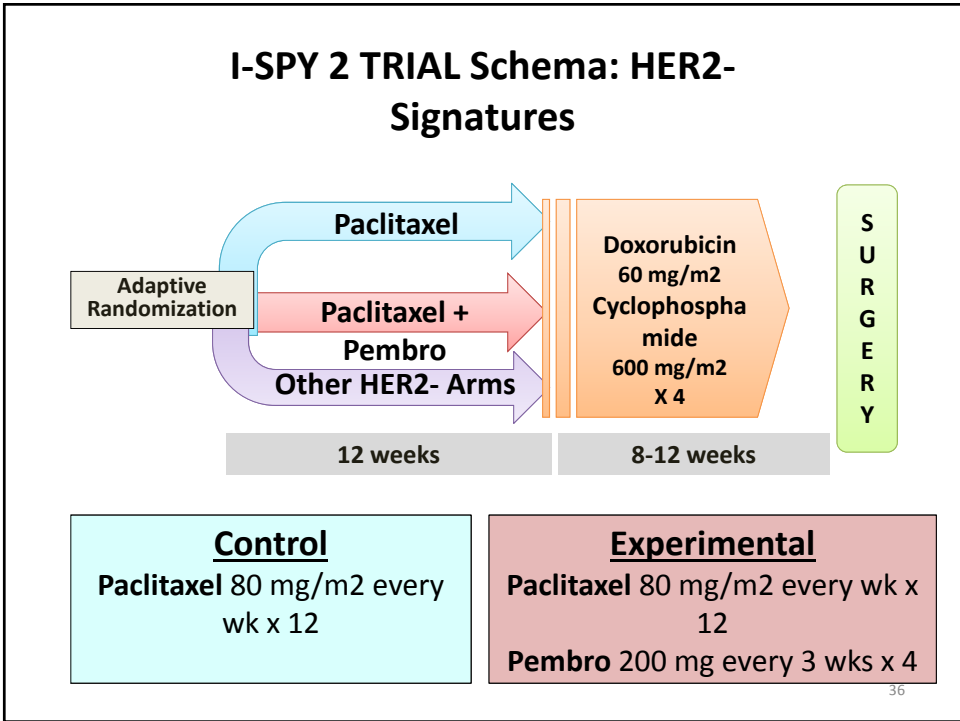 I-SPY 2 TRIAL Schema: HER2-
Signatures
Adaptive
Randomization
Paclitaxel
Paclitaxel +
Pembro
Other HER2- Arms
Doxorubicin
60 mg/m2
Cyclophospha
mide
600 mg/m2
X 4
S
U
R
G
E
R
Y
12 weeks
8-12 weeks
Control
Paclitaxel 80 mg/m2 every
wk x 12
Experimental
Paclitaxel 80 mg/m2 every wk x
12
Pembro 200 mg every 3 wks x 4
36